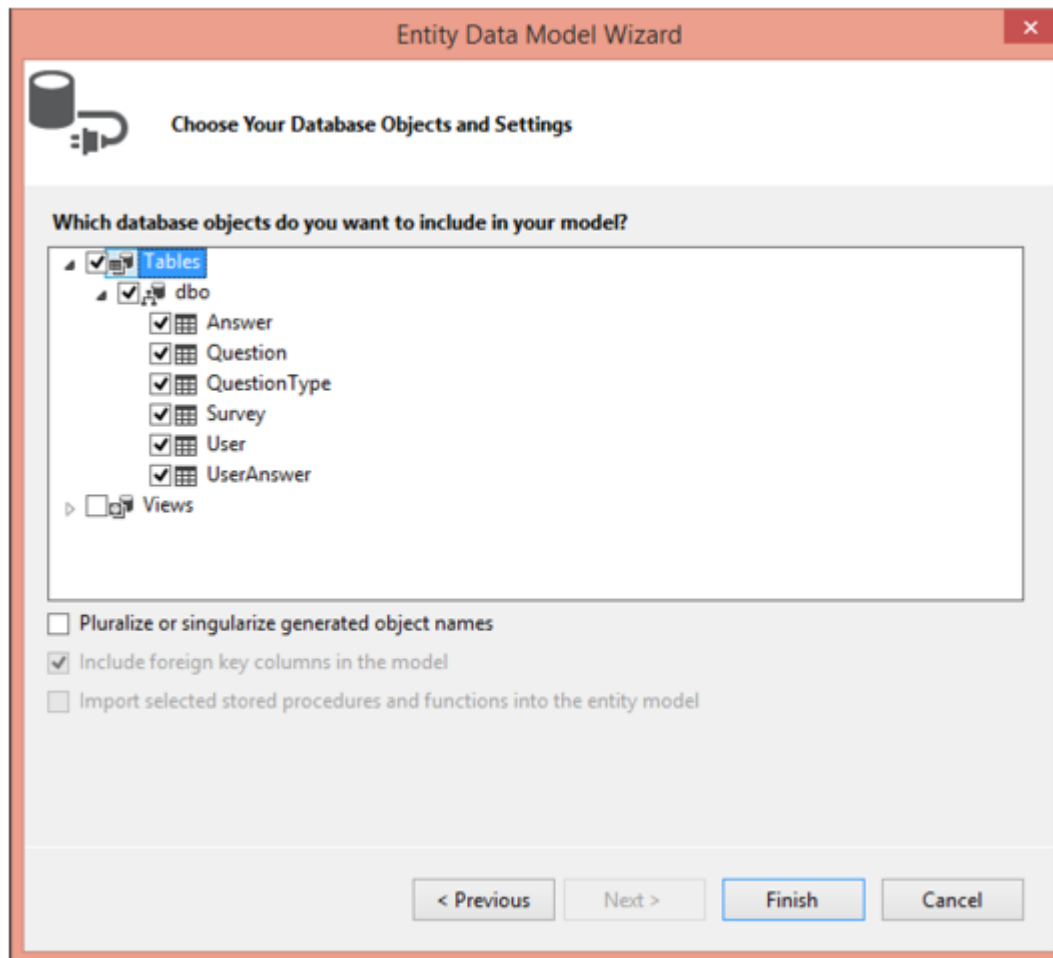 Entity Data Model Wizard
Choose Your Database Objects and Settings
Which database objects do you want to include in your model?
Tables
dbo
Answer
Question
QuestionType
Survey
User
UserAnswer
Views
Pluralize or singularize generated object names
Include foreign key columns in the model
Import selected stored procedures and functions into the entity model
< Previous Next > Finish Cancel